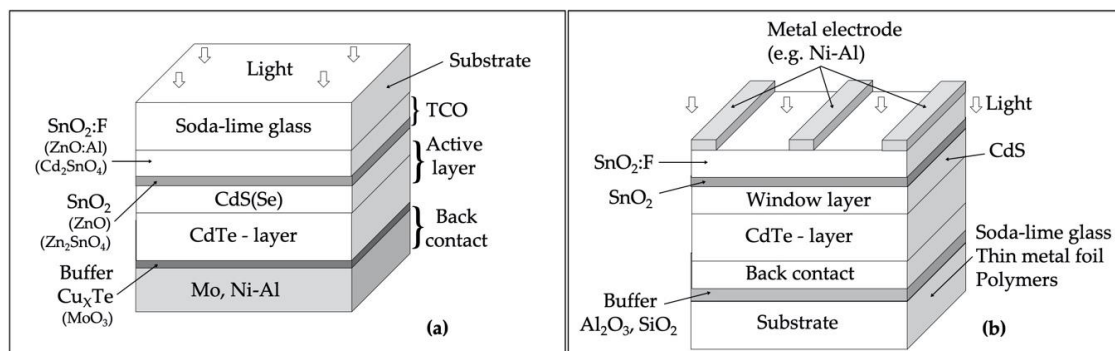 Light
Substrate
TCO
Soda-lime glass
SnO₂:F
(ZnO:Al)
(Cd₂SnO₄)
Active
layer
SnO₂
(ZnO)
(Zn₂SnO₄)
CdS(Se)
CdTe - layer
Back
contact
Buffer
CuₓTe
(MoO₃)
Mo, Ni-Al
(a)
Metal electrode
(e.g. Ni-Al)
Light
SnO₂:F
CdS
SnO₂
Window layer
CdTe - layer
Soda-lime glass
Thin metal foil
Polymers
Back contact
Buffer
Al₂O₃, SiO₂
Substrate
(b)